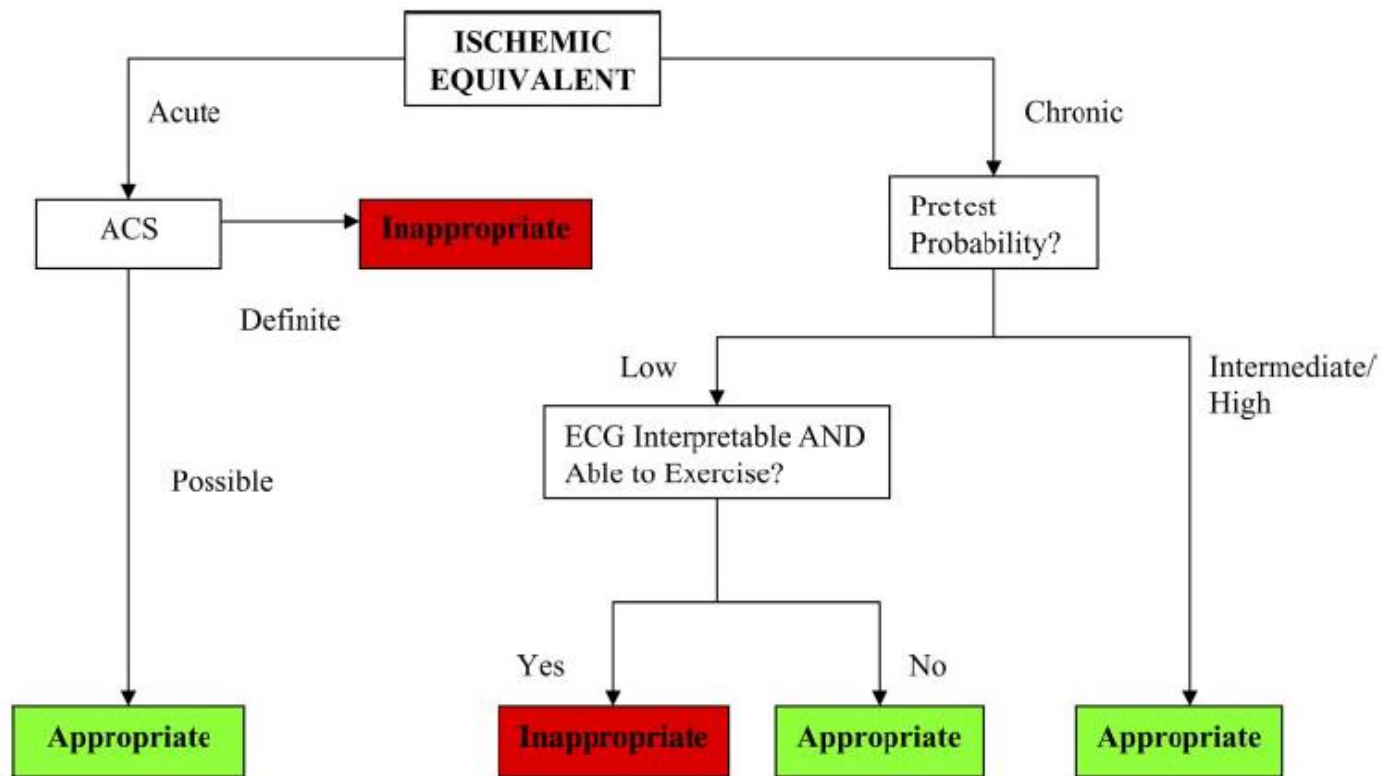 ISCHEMIC
EQUIVALENT
Acute
Chronic
ACS
Inappropriate
Pretest
Probability?
Definite
Low
Intermediate/
High
ECG Interpretable AND
Able to Exercise?
Possible
Yes
No
Appropriate
Inappropriate
Appropriate
Appropriate